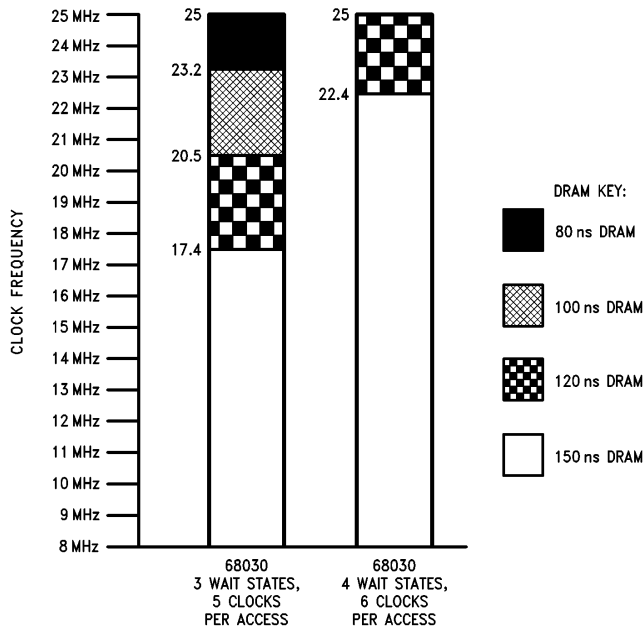 CLOCK FREQUENCY
25 MHz
24 MHz
23 MHz
22 MHz
21 MHz
20 MHz
19 MHz
18 MHz
17 MHz
16 MHz
15 MHz
14 MHz
13 MHz
12 MHz
11 MHz
10 MHz
9 MHz
8 MHz
25
23.2
20.5
17.4
25
22.4
68030
3 WAIT STATES,
5 CLOCKS
PER ACCESS
68030
4 WAIT STATES,
6 CLOCKS
PER ACCESS
DRAM KEY:
80 ns DRAM
100 ns DRAM
120 ns DRAM
150 ns DRAM